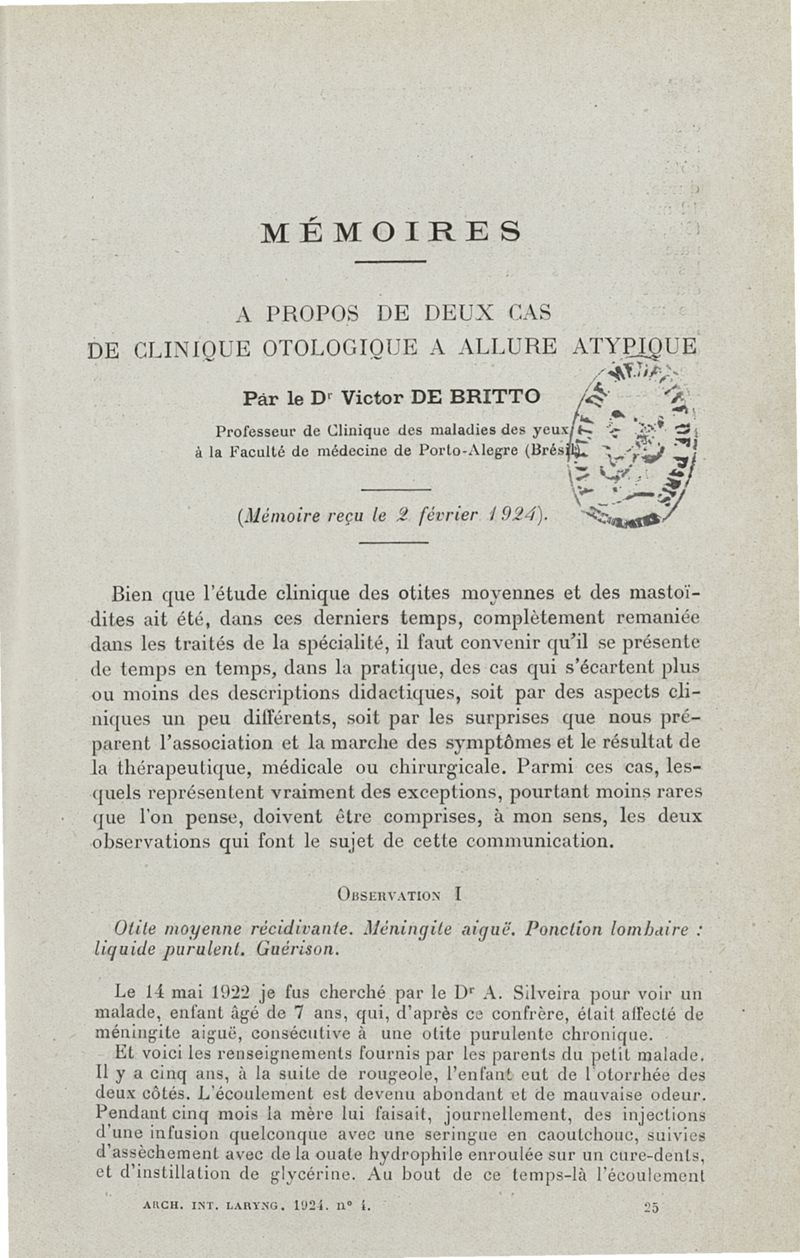 MÉMOIRES
A PROPOS DE DEUX CAS
DE CLINIQUE OTOLOGIQUE A ALLURE ATYPIQUE
Par le Dr Victor DE BRITTO
Professeur de Clinique des maladies des yeux
à la Faculté de médecine de Porto-Alegre (Brésil).
(Mémoire reçu le 2 février 1924).
Bien que l'étude clinique des otites moyennes et des mastoï-
dites ait été, dans ces derniers temps, complètement remaniée
dans les traités de la spécialité, il faut convenir qu'il se présente
de temps en temps, dans la pratique, des cas qui s'écartent plus
ou moins des descriptions didactiques, soit par des aspects cli-
niques un peu différents, soit par les surprises que nous pré-
parent l'association et la marche des symptômes et le résultat de
la thérapeutique, médicale ou chirurgicale. Parmi ces cas, les-
quels représentent vraiment des exceptions, pourtant moins rares
que l'on pense, doivent être comprises, à mon sens, les deux
observations qui font le sujet de cette communication.
OBSERVATION I
Otite moyenne récidivante. Méningite aiguë. Ponction lombaire :
liquide purulent. Guérison.
Le 14 mai 1922 je fus cherché par le Dr A. Silveira pour voir un
malade, enfant âgé de 7 ans, qui, d'après ce confrère, était affecté de
méningite aiguë, consécutive à une otite purulente chronique.
Et voici les renseignements fournis par les parents du petit malade.
Il y a cinq ans, à la suite de rougeole, l'enfant eut de l'otorrhée des
deux côtés. L'écoulement est devenu abondant et de mauvaise odeur.
Pendant cinq mois la mère lui faisait, journellement, des injections
d'une infusion quelconque avec une seringue en caoutchouc, suivies
d'assèchement avec de la ouate hydrophile enroulée sur un cure-dents,
et d'instillation de glycérine. Au bout de ce temps-là l'écoulement
ARCH. INT. LARYNG. 1924. n° 4. 25